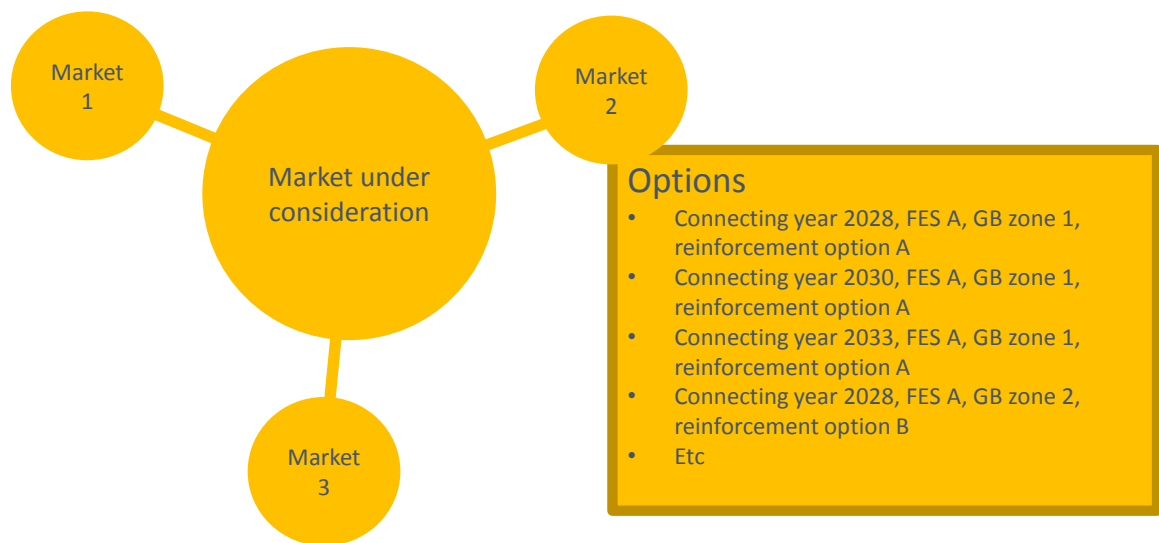 Market
1
Market
2
Market under
consideration
Market
3
Options
• Connecting year 2028, FES A, GB zone 1,
reinforcement option A
• Connecting year 2030, FES A, GB zone 1,
reinforcement option A
• Connecting year 2033, FES A, GB zone 1,
reinforcement option A
• Connecting year 2028, FES A, GB zone 2,
reinforcement option B
• Etc